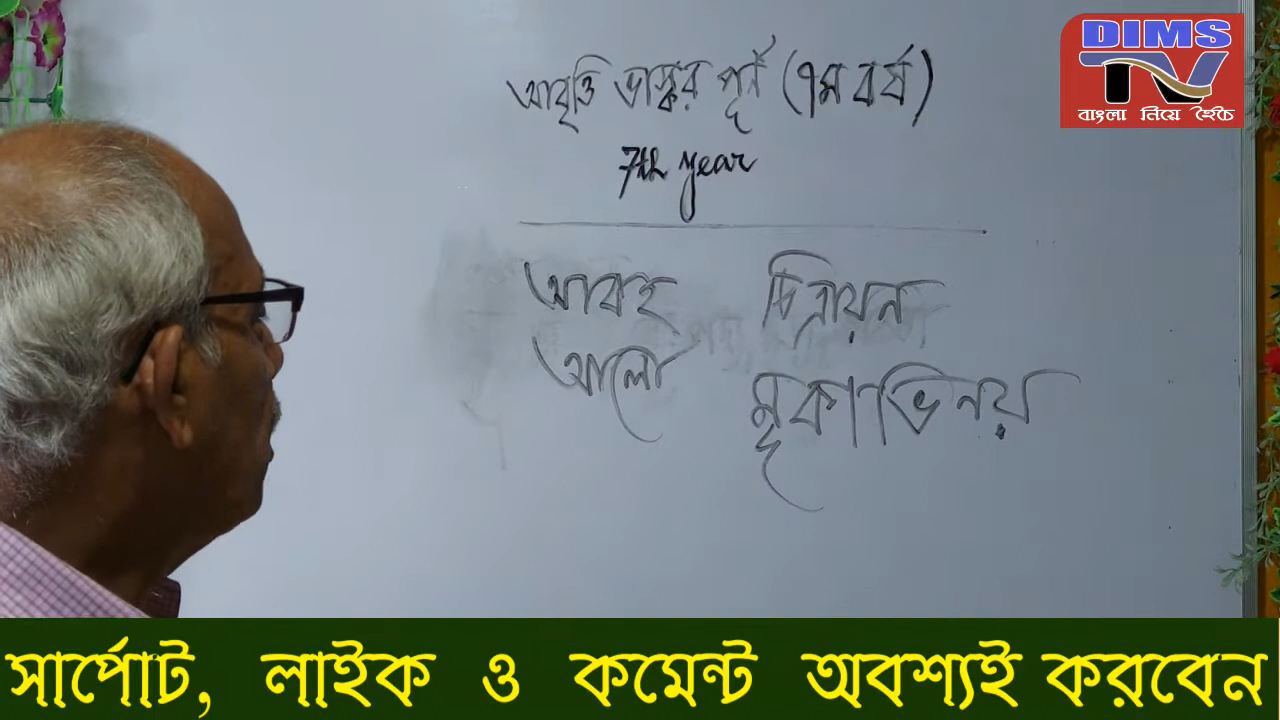 আবৃত্তি ভাস্কর পূর্ন (৭ম বর্ষ)
7th year
আবহ চিত্রায়ন
আলো মূকাভিনয়
DIMS
TV
বাংলা নিয়ে হৈচৈ
সার্পোট, লাইক ও কমেন্ট অবশ্যই করবেন